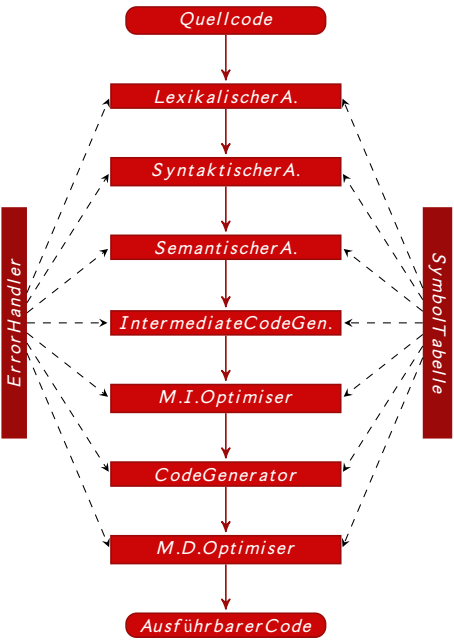 Quellcode
LexikalischerA.
SyntaktischerA.
SemantischerA.
ErrorHandler
IntermediateCodeGen.
SymbolTabelle
M.I.Optimiser
CodeGenerator
M.D.Optimiser
AusführbarerCode